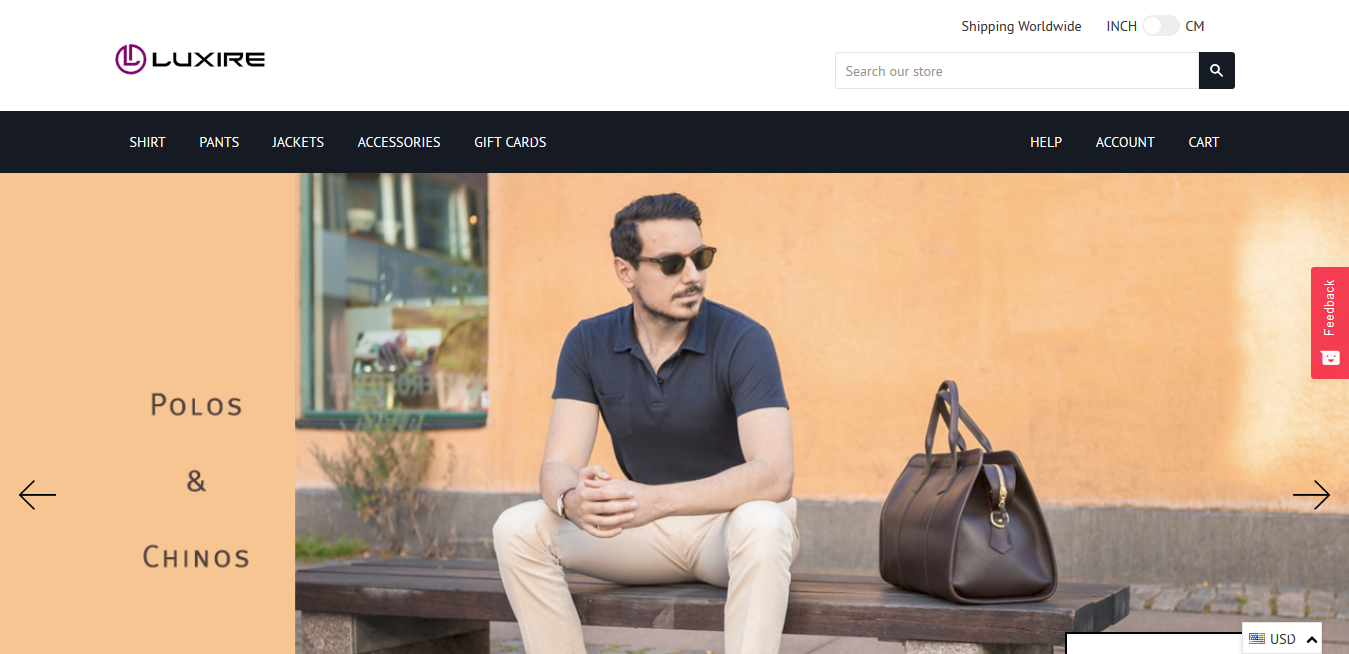 Shipping Worldwide
INCH CM
LUXIRE
Search our store
SHIRT PANTS JACKETS ACCESSORIES GIFT CARDS HELP ACCOUNT CART
Feedback
POLOS
&
CHINOS
USD